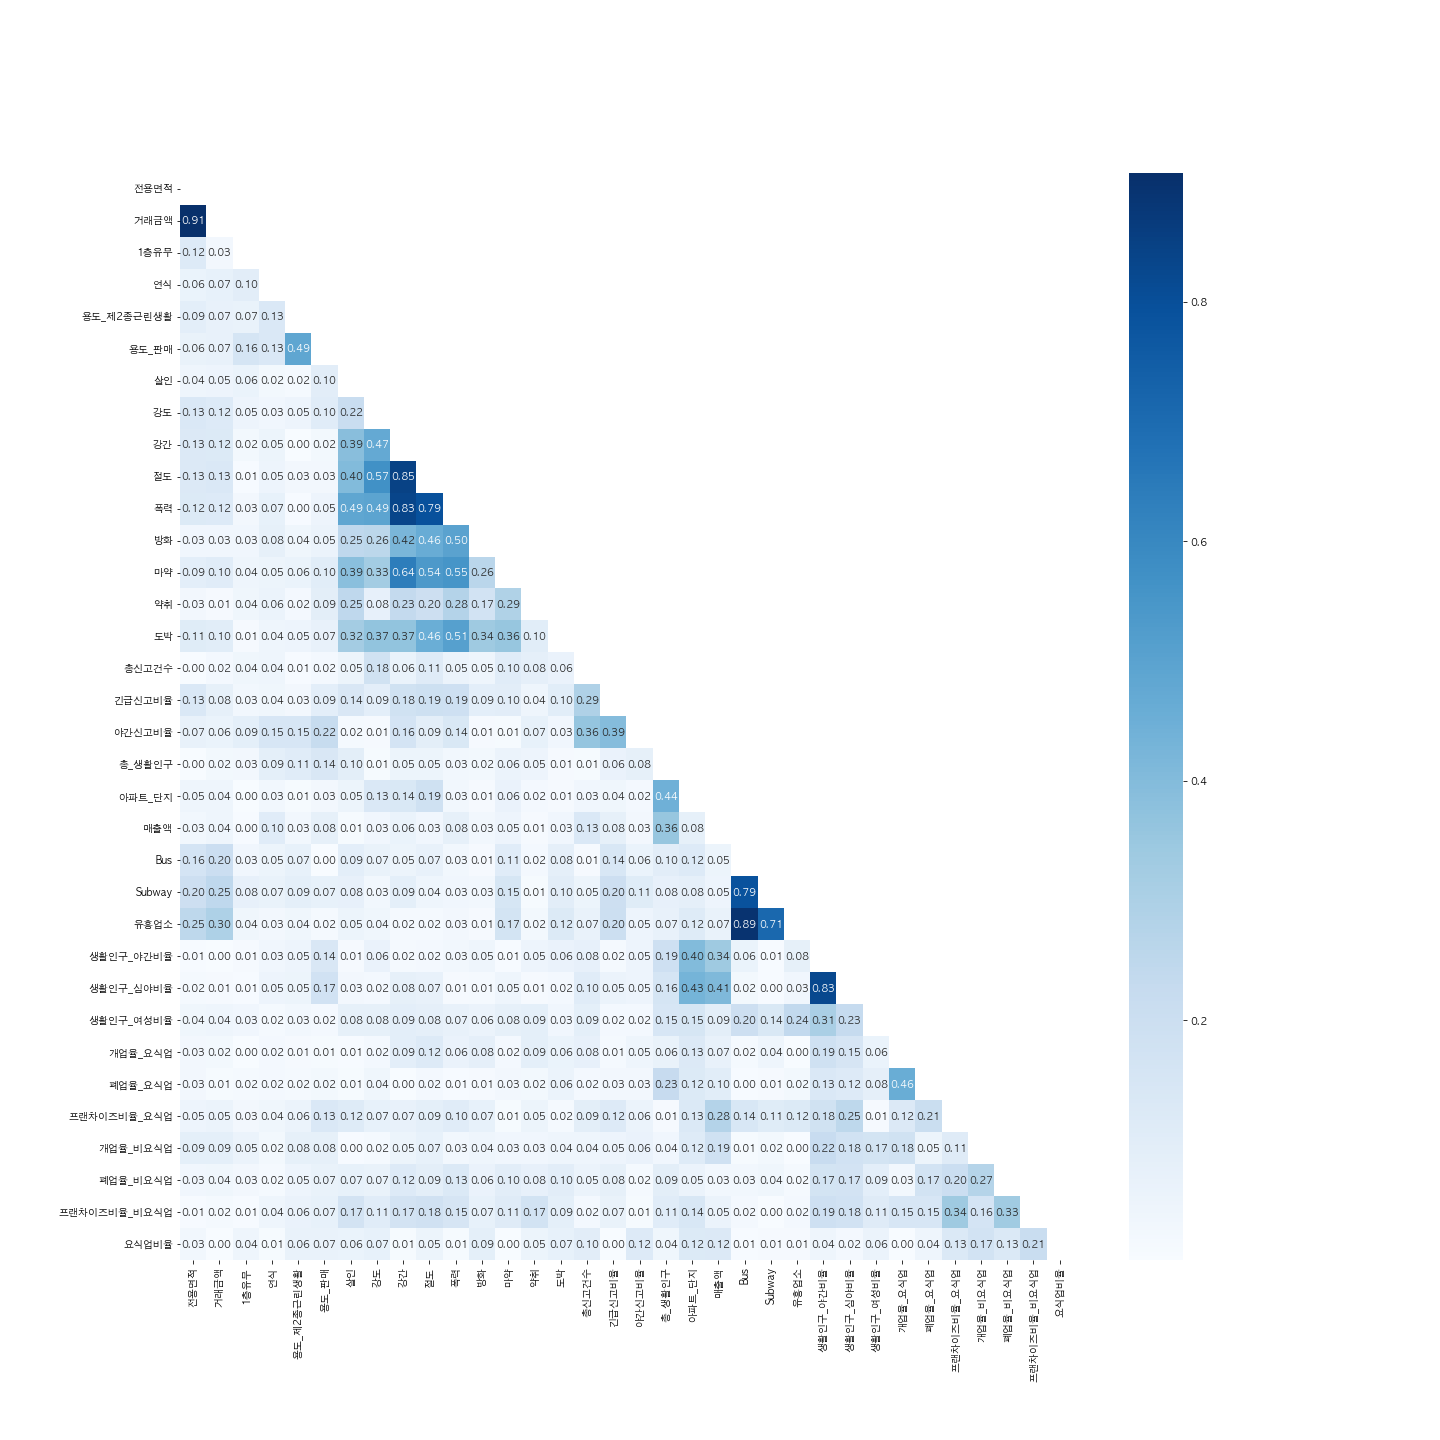 전용면적
거래금액 0.91
1층유무 0.12 0.03
연식 0.06 0.07 0.10
용도_제2종근린생활 0.09 0.07 0.07 0.13
용도_판매 0.06 0.07 0.16 0.13 0.49
살인 0.04 0.05 0.06 0.02 0.02 0.10
강도 0.13 0.12 0.05 0.03 0.05 0.10 0.22
강간 0.13 0.12 0.02 0.05 0.00 0.02 0.39 0.47
절도 0.13 0.13 0.01 0.05 0.03 0.03 0.40 0.57 0.85
폭력 0.12 0.12 0.03 0.07 0.00 0.05 0.49 0.49 0.83 0.79
방화 0.03 0.03 0.03 0.08 0.04 0.05 0.25 0.26 0.42 0.46 0.50
마약 0.09 0.10 0.04 0.05 0.06 0.10 0.39 0.33 0.64 0.54 0.55 0.26
약취 0.03 0.01 0.04 0.06 0.02 0.09 0.25 0.08 0.23 0.20 0.28 0.17 0.29
도박 0.11 0.10 0.01 0.04 0.05 0.07 0.32 0.37 0.37 0.46 0.51 0.34 0.36 0.10
총신고건수 0.00 0.02 0.04 0.04 0.01 0.02 0.05 0.18 0.06 0.11 0.05 0.05 0.10 0.08 0.06
긴급신고비율 0.13 0.08 0.03 0.04 0.03 0.09 0.14 0.09 0.18 0.19 0.19 0.09 0.10 0.04 0.10 0.29
야간신고비율 0.07 0.06 0.09 0.15 0.15 0.22 0.02 0.01 0.16 0.09 0.14 0.01 0.01 0.07 0.03 0.36 0.39
총_생활인구 0.00 0.02 0.03 0.09 0.11 0.14 0.10 0.01 0.05 0.05 0.03 0.02 0.06 0.05 0.01 0.01 0.06 0.08
아파트_단지 0.05 0.04 0.00 0.03 0.01 0.03 0.05 0.13 0.14 0.19 0.03 0.01 0.06 0.02 0.01 0.03 0.04 0.02 0.44
매출액 0.03 0.04 0.00 0.10 0.03 0.08 0.01 0.03 0.06 0.03 0.08 0.03 0.05 0.01 0.03 0.13 0.08 0.03 0.36 0.08
Bus 0.16 0.20 0.03 0.05 0.07 0.00 0.09 0.07 0.05 0.07 0.03 0.01 0.11 0.02 0.08 0.01 0.14 0.06 0.10 0.12 0.05
Subway 0.20 0.25 0.08 0.07 0.09 0.07 0.08 0.03 0.09 0.04 0.03 0.03 0.15 0.01 0.10 0.05 0.20 0.11 0.08 0.08 0.05 0.79
유흥업소 0.25 0.30 0.04 0.03 0.04 0.02 0.05 0.04 0.02 0.02 0.03 0.01 0.17 0.02 0.12 0.07 0.20 0.05 0.07 0.12 0.07 0.89 0.71
생활인구_야간비율 0.01 0.00 0.01 0.03 0.05 0.14 0.01 0.06 0.02 0.02 0.03 0.05 0.01 0.05 0.06 0.08 0.02 0.05 0.19 0.40 0.34 0.06 0.01 0.08
생활인구_심야비율 0.02 0.01 0.01 0.05 0.05 0.17 0.03 0.02 0.08 0.07 0.01 0.01 0.05 0.01 0.02 0.10 0.05 0.05 0.16 0.43 0.41 0.02 0.00 0.03 0.83
생활인구_여성비율 0.04 0.04 0.03 0.02 0.03 0.02 0.08 0.08 0.09 0.08 0.07 0.06 0.08 0.09 0.03 0.09 0.02 0.02 0.15 0.15 0.09 0.20 0.14 0.24 0.31 0.23
개업율_요식업 0.03 0.02 0.00 0.02 0.01 0.01 0.01 0.02 0.09 0.12 0.06 0.08 0.02 0.09 0.06 0.08 0.01 0.05 0.06 0.13 0.07 0.02 0.04 0.00 0.19 0.15 0.06
폐업율_요식업 0.03 0.01 0.02 0.02 0.02 0.02 0.01 0.04 0.00 0.02 0.01 0.01 0.03 0.02 0.06 0.02 0.03 0.03 0.23 0.12 0.10 0.00 0.01 0.02 0.13 0.12 0.08 0.46
프랜차이즈비율_요식업 0.05 0.05 0.03 0.04 0.06 0.13 0.12 0.07 0.07 0.09 0.10 0.07 0.01 0.05 0.02 0.09 0.12 0.06 0.01 0.13 0.28 0.14 0.11 0.12 0.18 0.25 0.01 0.12 0.21
개업율_비요식업 0.09 0.09 0.05 0.02 0.08 0.08 0.00 0.02 0.05 0.07 0.03 0.04 0.03 0.03 0.04 0.04 0.05 0.06 0.04 0.12 0.19 0.01 0.02 0.00 0.22 0.18 0.17 0.18 0.05 0.11
폐업율_비요식업 0.03 0.04 0.03 0.02 0.05 0.07 0.07 0.07 0.12 0.09 0.13 0.06 0.10 0.08 0.10 0.05 0.08 0.02 0.09 0.05 0.03 0.03 0.04 0.02 0.17 0.17 0.09 0.03 0.17 0.20 0.27
프랜차이즈비율_비요식업 0.01 0.02 0.01 0.04 0.06 0.07 0.17 0.11 0.17 0.18 0.15 0.07 0.11 0.17 0.09 0.02 0.07 0.01 0.11 0.14 0.05 0.02 0.00 0.02 0.19 0.18 0.11 0.15 0.15 0.34 0.16 0.33
요식업비율 0.03 0.00 0.04 0.01 0.06 0.07 0.06 0.07 0.01 0.05 0.01 0.09 0.00 0.05 0.07 0.10 0.00 0.12 0.04 0.12 0.12 0.01 0.01 0.01 0.04 0.02 0.06 0.00 0.04 0.13 0.17 0.13 0.21
전용면적
거래금액
1층유무
연식
용도_제2종근린생활
용도_판매
살인
강도
강간
절도
폭력
방화
마약
약취
도박
총신고건수
긴급신고비율
야간신고비율
총_생활인구
아파트_단지
매출액
Bus
Subway
유흥업소
생활인구_야간비율
생활인구_심야비율
생활인구_여성비율
개업율_요식업
폐업율_요식업
프랜차이즈비율_요식업
개업율_비요식업
폐업율_비요식업
프랜차이즈비율_비요식업
요식업비율
0.8
0.6
0.4
0.2